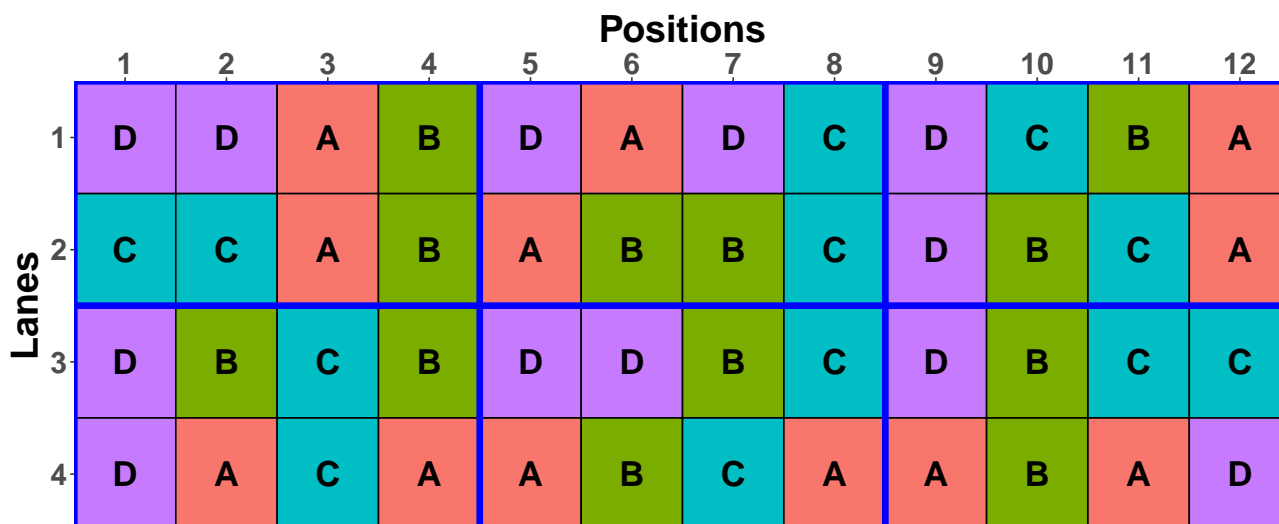 Positions
1 2 3 4 5 6 7 8 9 10 11 12
Lanes
1 D D A B D A D C D C B A
2 C C A B A B B C D B C A
3 D B C B D D B C D B C C
4 D A C A A B C A A B A D